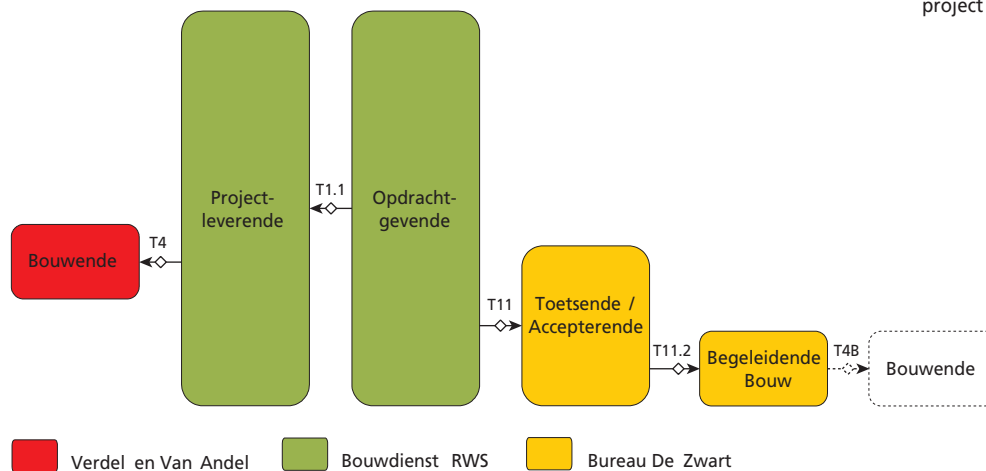 project
Project-
leverende
T1.1
Opdracht-
gevende
T4
Bouwende
T11
Toetsende /
Accepterende
T11.2
Begeleidende
Bouw
T4B
Bouwende
Verdel en Van Andel
Bouwdienst RWS
Bureau De Zwart